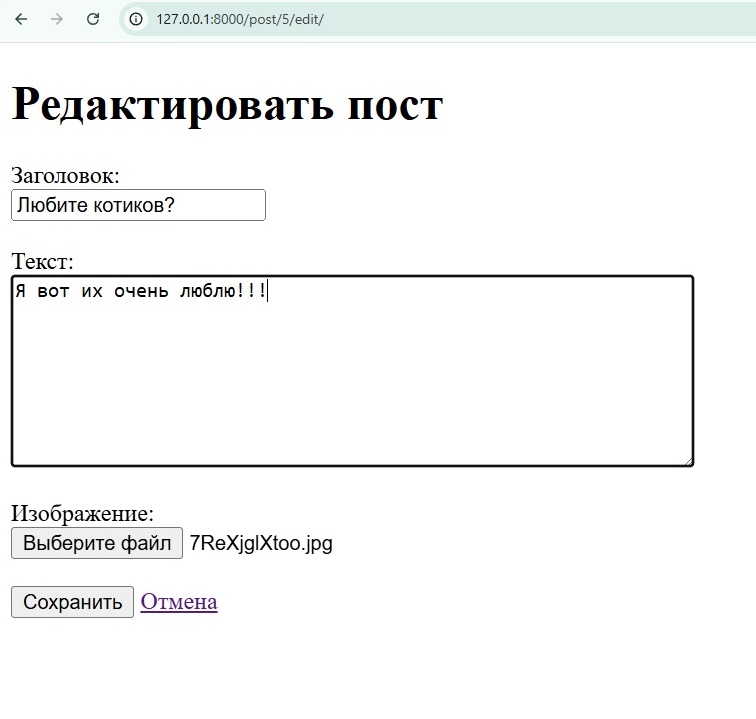 127.0.0.1:8000/post/5/edit/
Редактировать пост
Заголовок:
Любите котиков?
Текст:
Я вот их очень люблю!!!
Изображение:
Выберите файл 7ReXjglXtoo.jpg
Сохранить Отмена